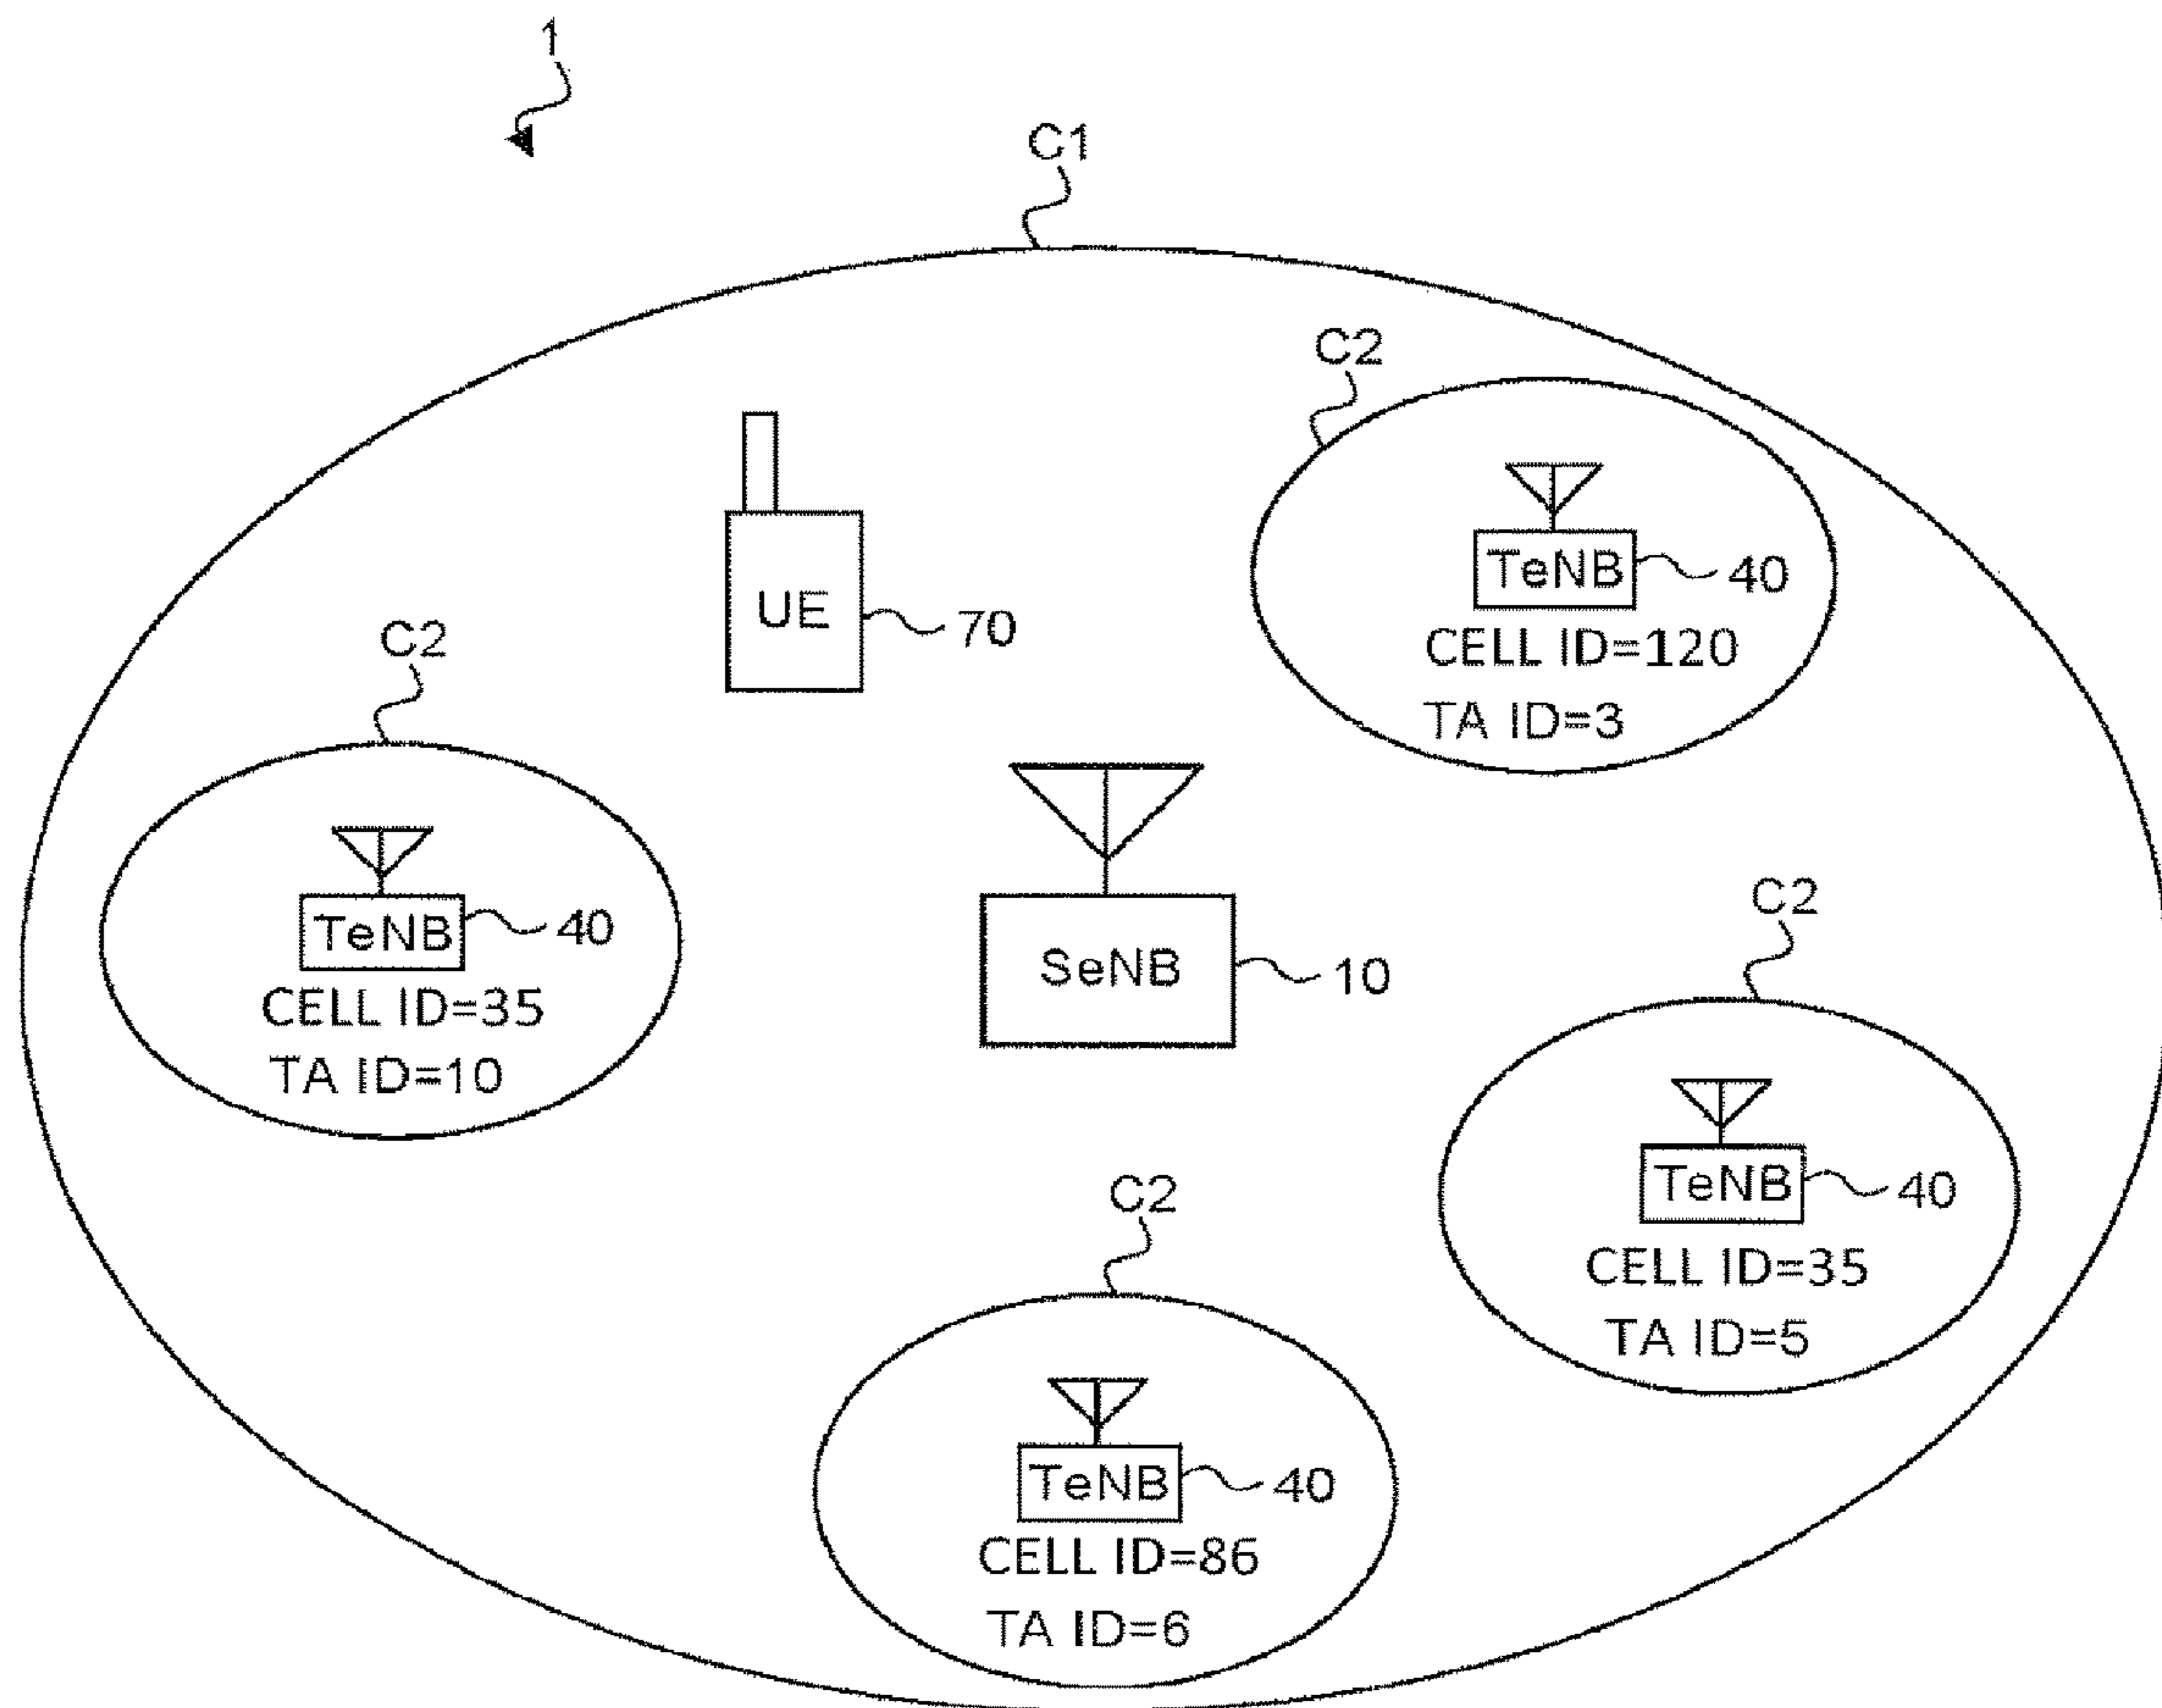 1
C1
C2
TeNB
40
CELL ID=120
TA ID=3
UE
70
C2
TeNB
40
CELL ID=35
TA ID=10
SeNB
10
C2
TeNB
40
CELL ID=35
TA ID=5
C2
TeNB
40
CELL ID=86
TA ID=6